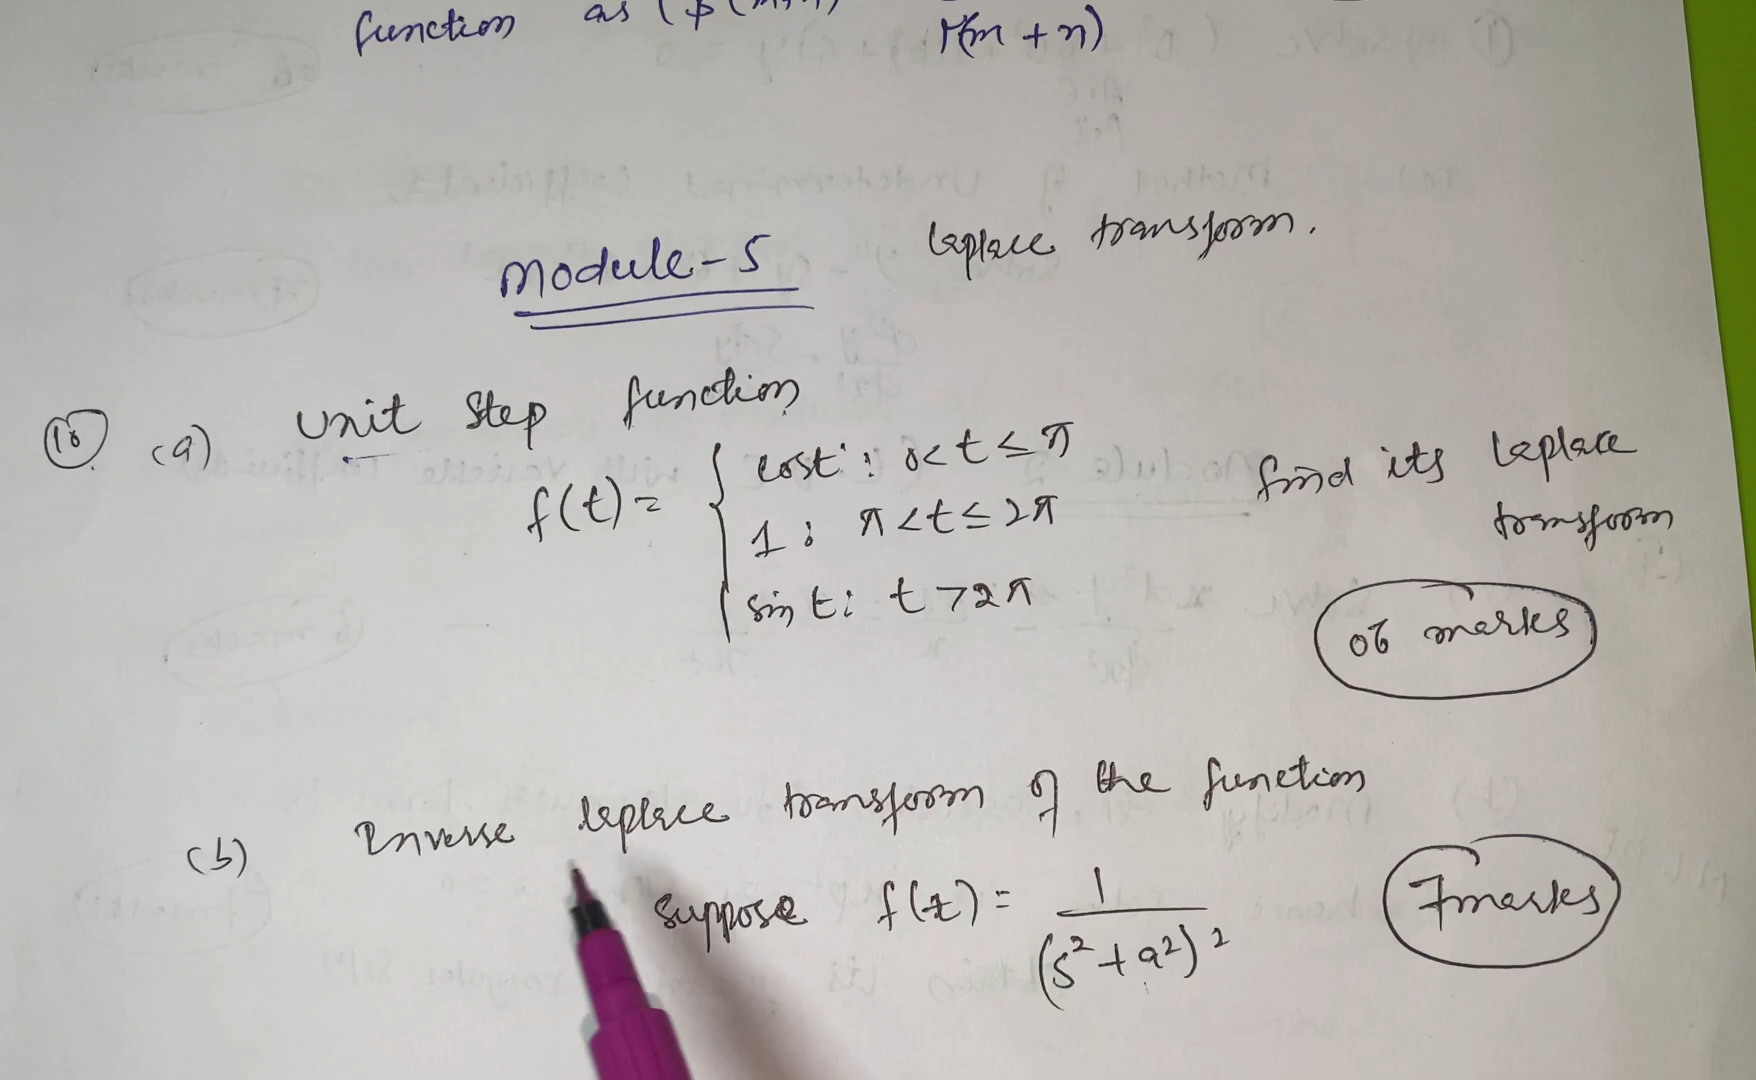 function as (β(m,n)
Γ(m + n)
Module-5 Laplace transform.
(a) Unit Step function
f(t) = { cost : 0<t≤π find its Laplace
1 : π<t≤2π transform
sin t : t>2π
06 marks
(b) Inverse Laplace transform of the function
Suppose f(t) = 1/(s²+a²)² 7marks